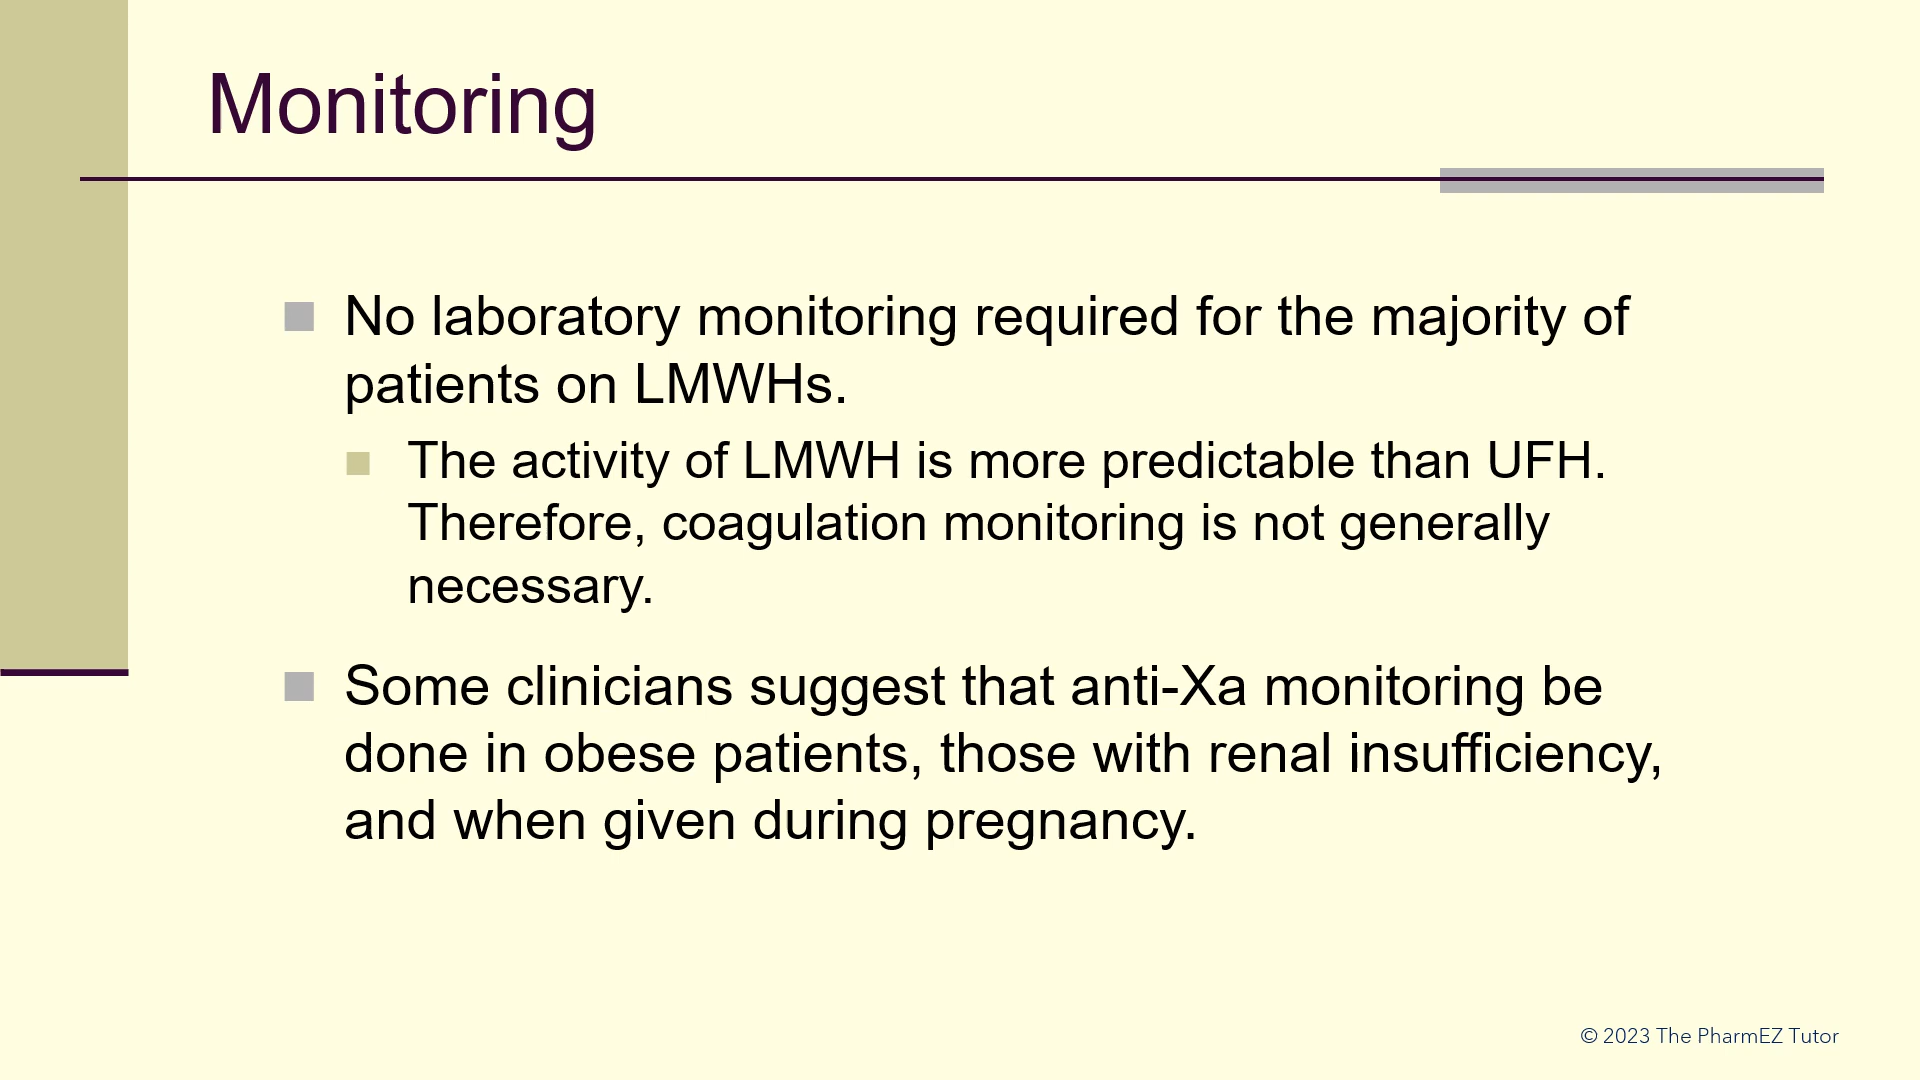 Monitoring
No laboratory monitoring required for the majority of
patients on LMWHs.
The activity of LMWH is more predictable than UFH.
Therefore, coagulation monitoring is not generally
necessary.
Some clinicians suggest that anti-Xa monitoring be
done in obese patients, those with renal insufficiency,
and when given during pregnancy.
© 2023 The PharmEZ Tutor